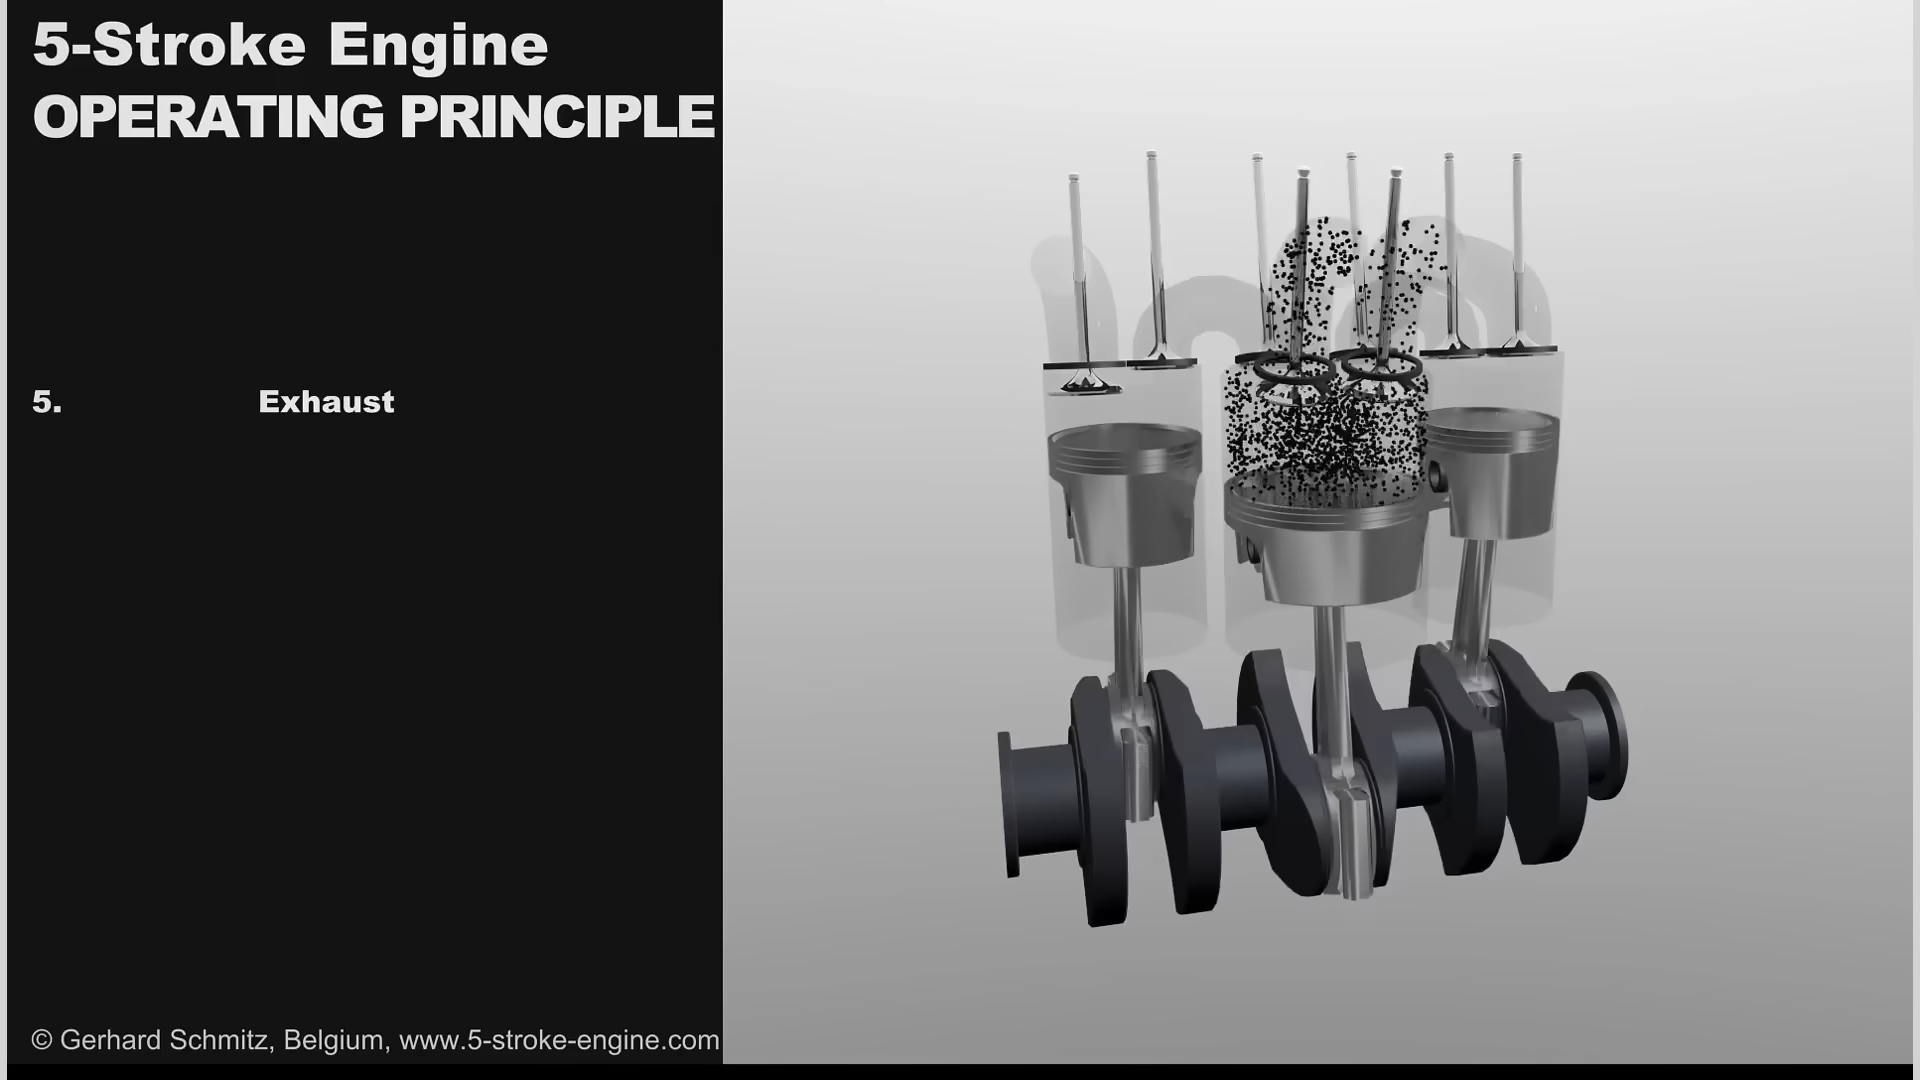 5-Stroke Engine
OPERATING PRINCIPLE
5. Exhaust
© Gerhard Schmitz, Belgium, www.5-stroke-engine.com